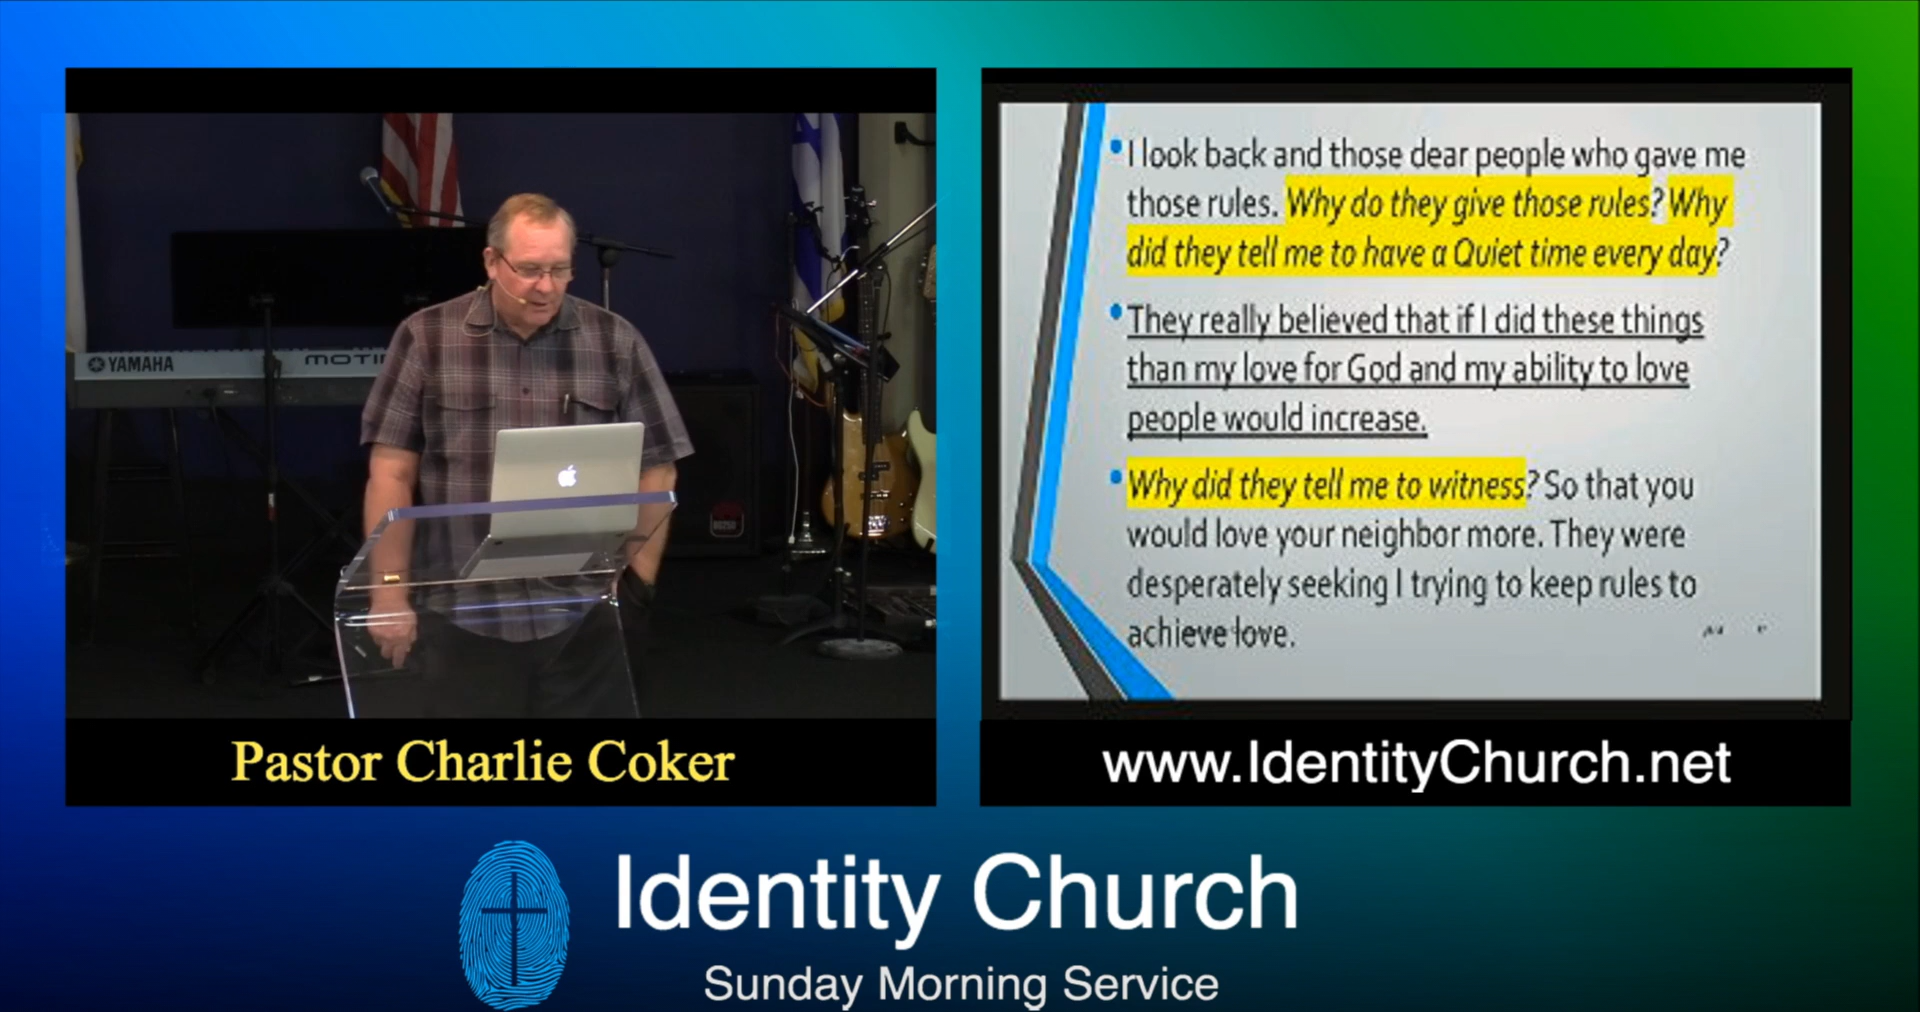 YAMAHA
Pastor Charlie Coker
•I look back and those dear people who gave me
those rules. Why do they give those rules? Why
did they tell me to have a Quiet time every day?
•They really believed that if I did these things
than my love for God and my ability to love
people would increase.
•Why did they tell me to witness? So that you
would love your neighbor more. They were
desperately seeking I trying to keep rules to
achieve love.
www.IdentityChurch.net
Identity Church
Sunday Morning Service